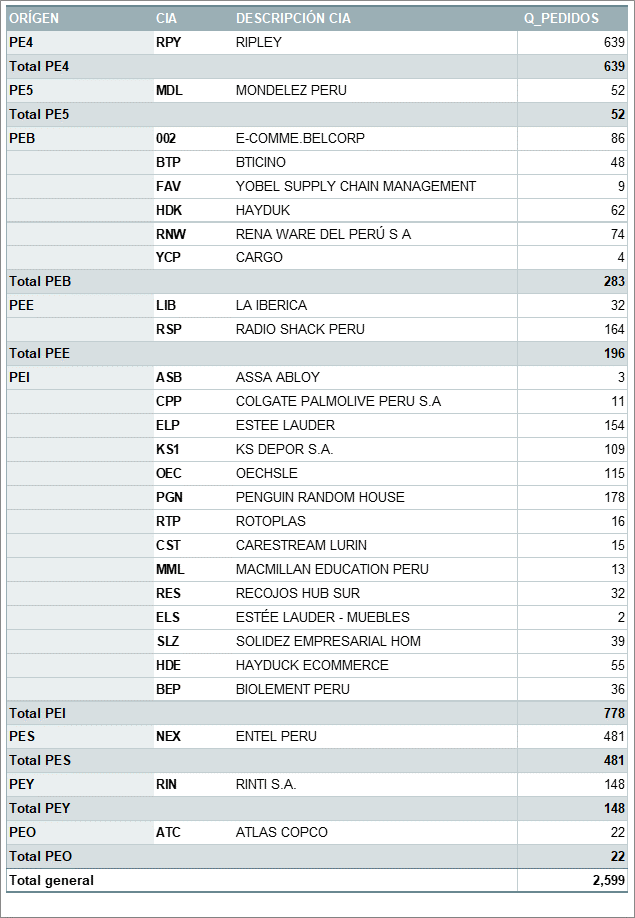 ORÍGEN CIA DESCRIPCIÓN CIA Q_PEDIDOS
PE4 RPY RIPLEY 639
Total PE4 639
PE5 MDL MONDELEZ PERU 52
Total PE5 52
PEB 002 E-COMME.BELCORP 86
BTP BTICINO 48
FAV YOBEL SUPPLY CHAIN MANAGEMENT 9
HDK HAYDUK 62
RNW RENA WARE DEL PERÚ S A 74
YCP CARGO 4
Total PEB 283
PEE LIB LA IBERICA 32
RSP RADIO SHACK PERU 164
Total PEE 196
PEI ASB ASSA ABLOY 3
CPP COLGATE PALMOLIVE PERU S.A 11
ELP ESTEE LAUDER 154
KS1 KS DEPOR S.A. 109
OEC OECHSLE 115
PGN PENGUIN RANDOM HOUSE 178
RTP ROTOPLAS 16
CST CARESTREAM LURIN 15
MML MACMILLAN EDUCATION PERU 13
RES RECOJOS HUB SUR 32
ELS ESTÉE LAUDER - MUEBLES 2
SLZ SOLIDEZ EMPRESARIAL HOM 39
HDE HAYDUCK ECOMMERCE 55
BEP BIOLEMENT PERU 36
Total PEI 778
PES NEX ENTEL PERU 481
Total PES 481
PEY RIN RINTI S.A. 148
Total PEY 148
PEO ATC ATLAS COPCO 22
Total PEO 22
Total general 2,599